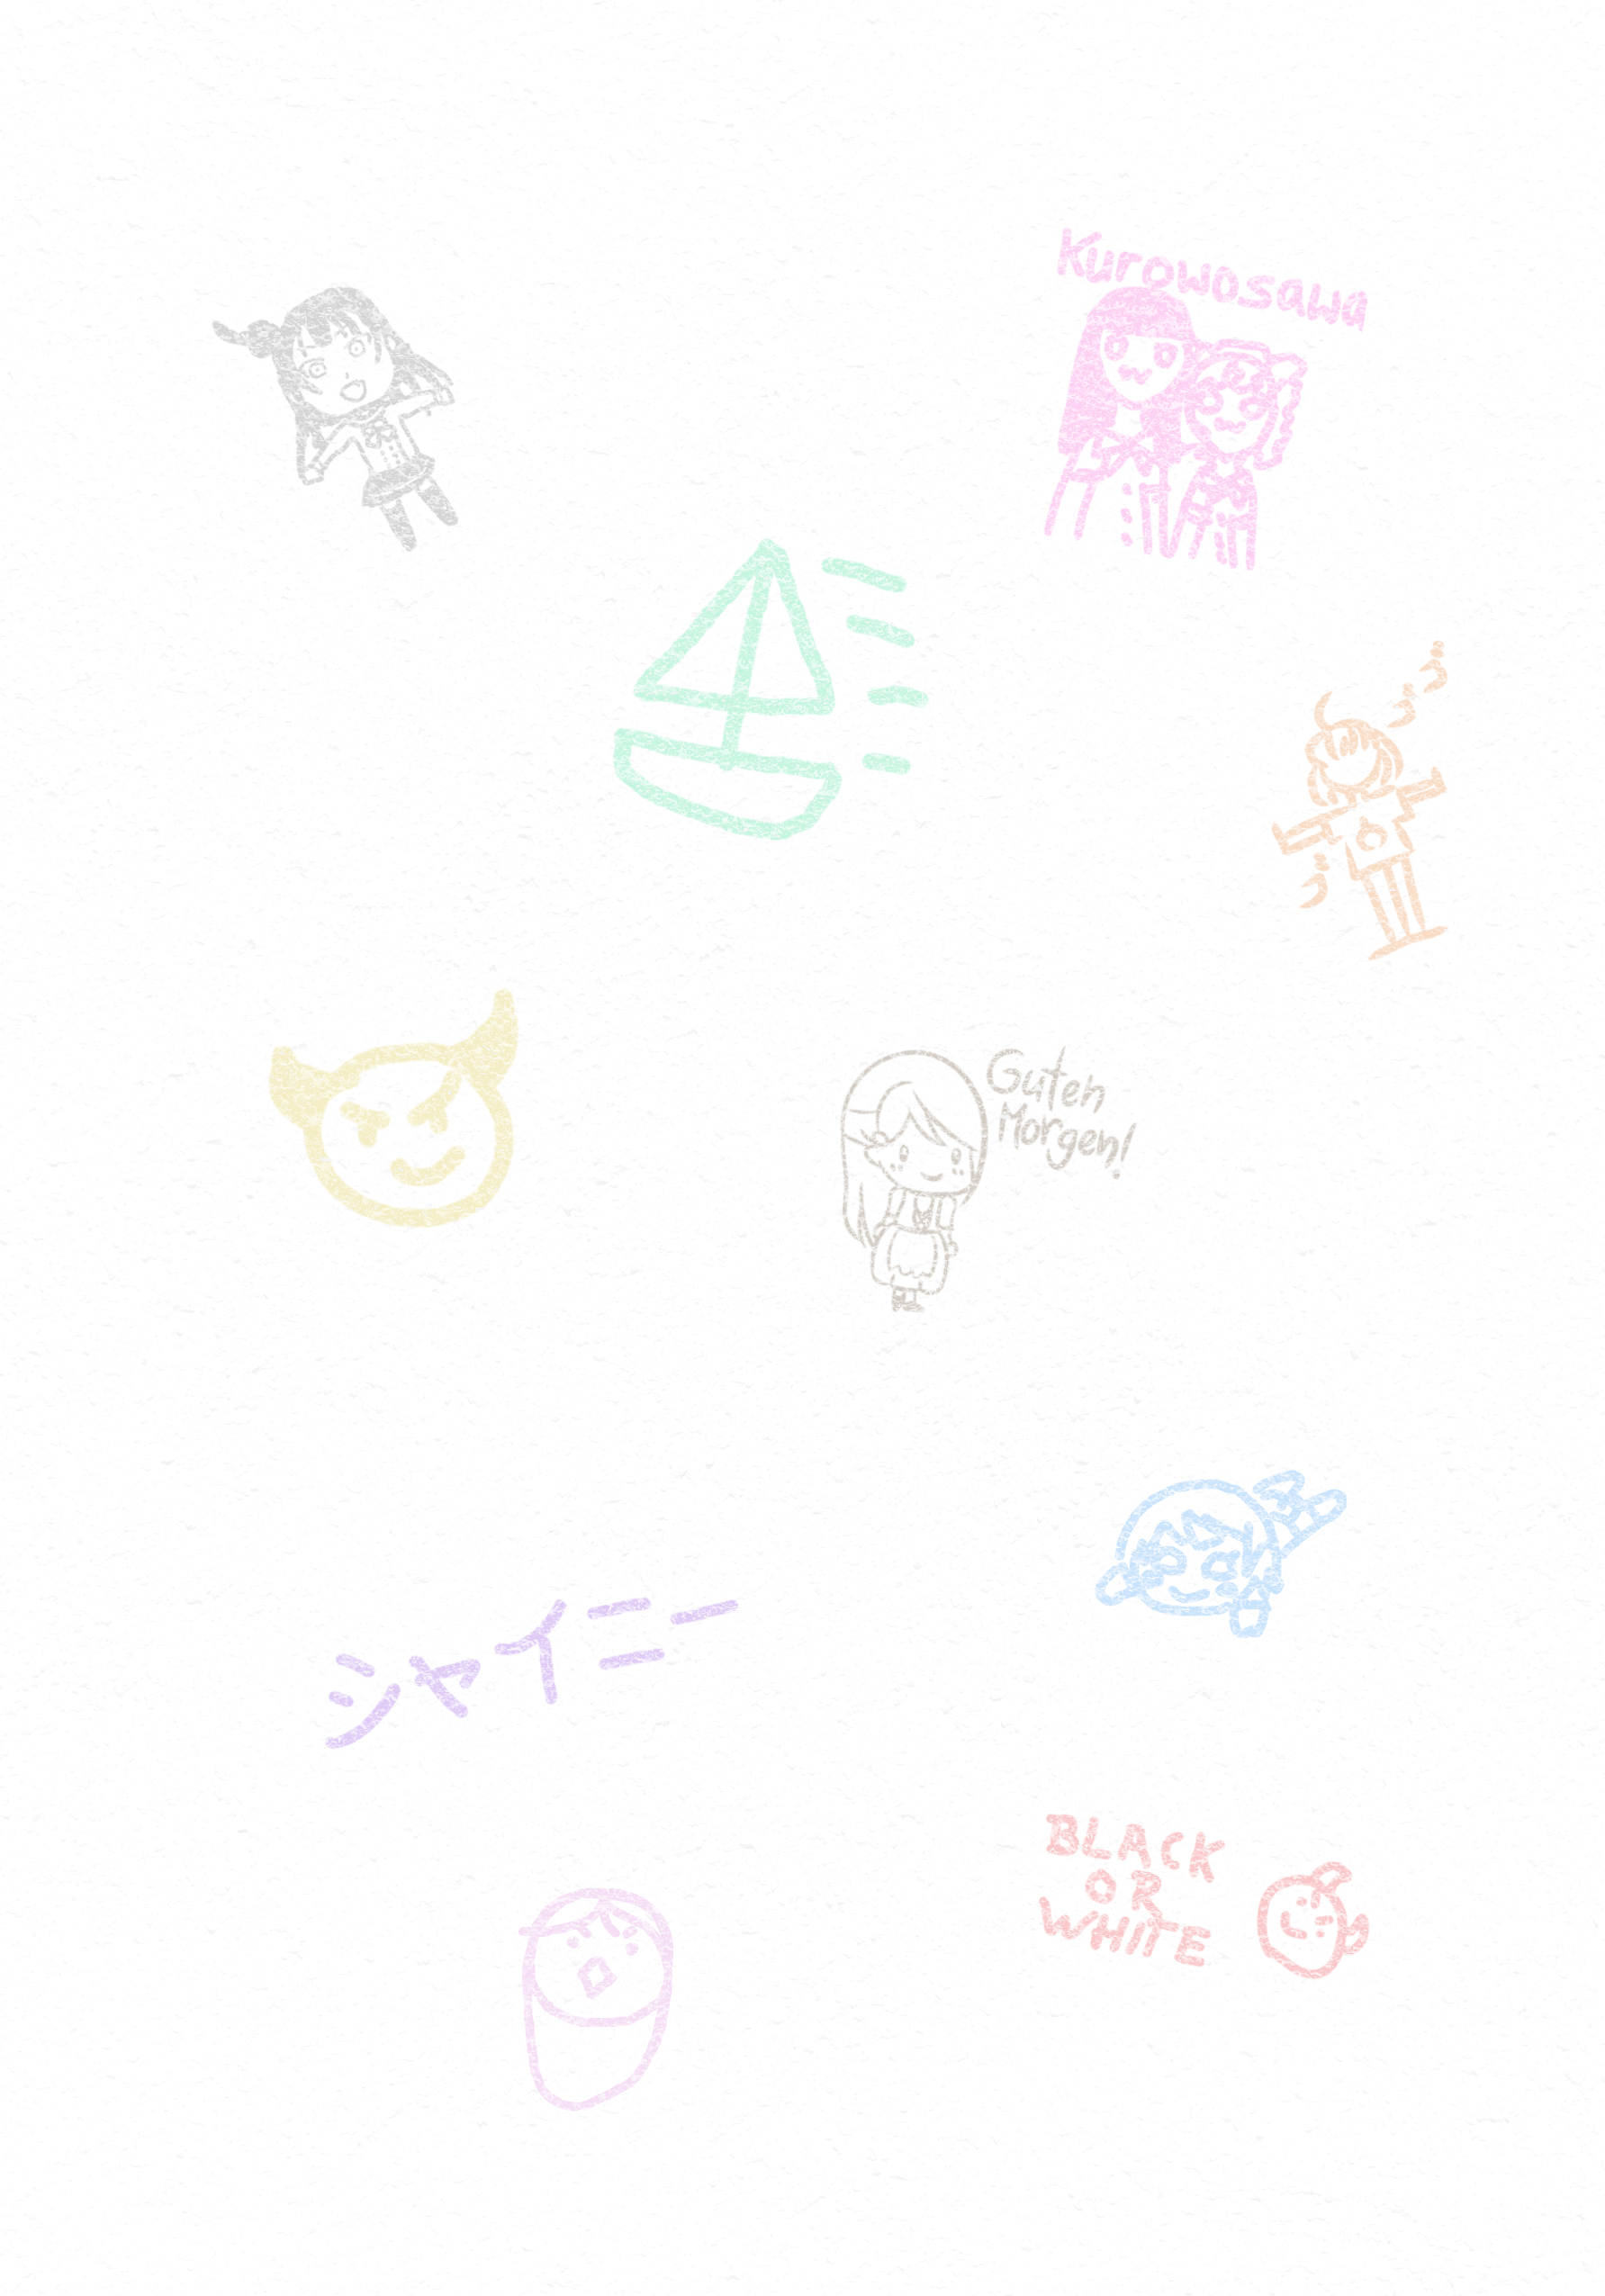 Kurowosawa
Guten
Morgen!
シャイニー
BLACK
OR
WHITE